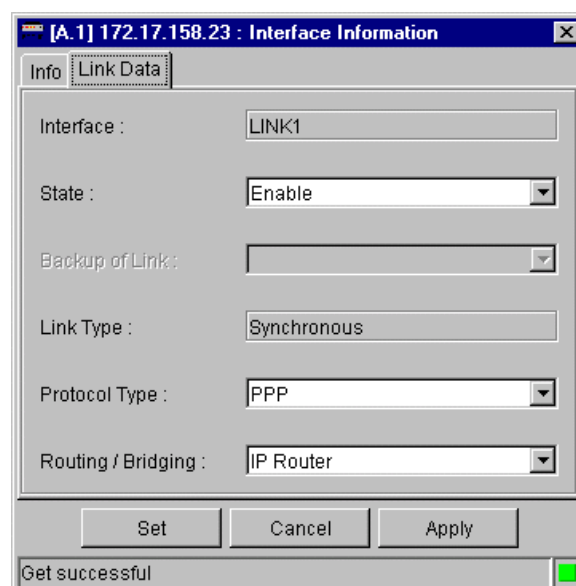 [A.1] 172.17.158.23 : Interface Information
Info Link Data
Interface : LINK1
State : Enable
Backup of Link :
Link Type : Synchronous
Protocol Type : PPP
Routing / Bridging : IP Router
Set Cancel Apply
Get successful